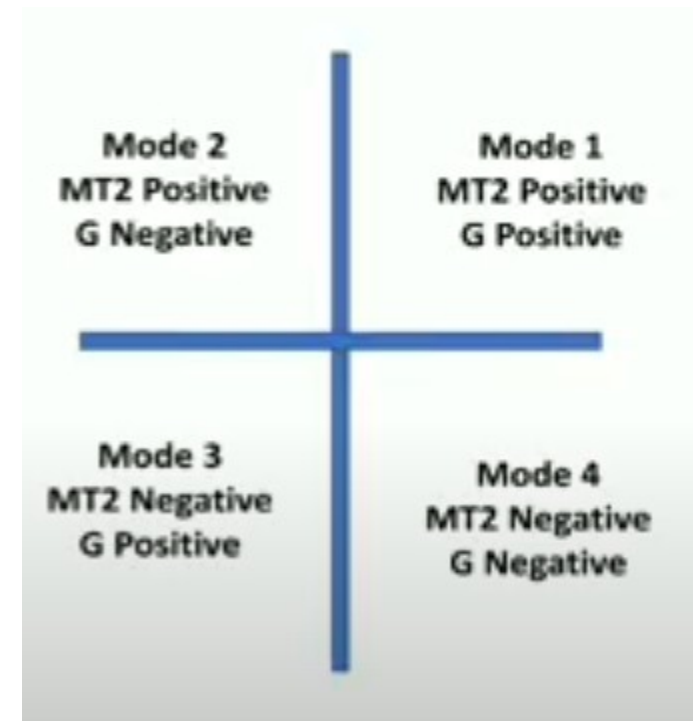 Mode 2
MT2 Positive
G Negative
Mode 1
MT2 Positive
G Positive
Mode 3
MT2 Negative
G Positive
Mode 4
MT2 Negative
G Negative